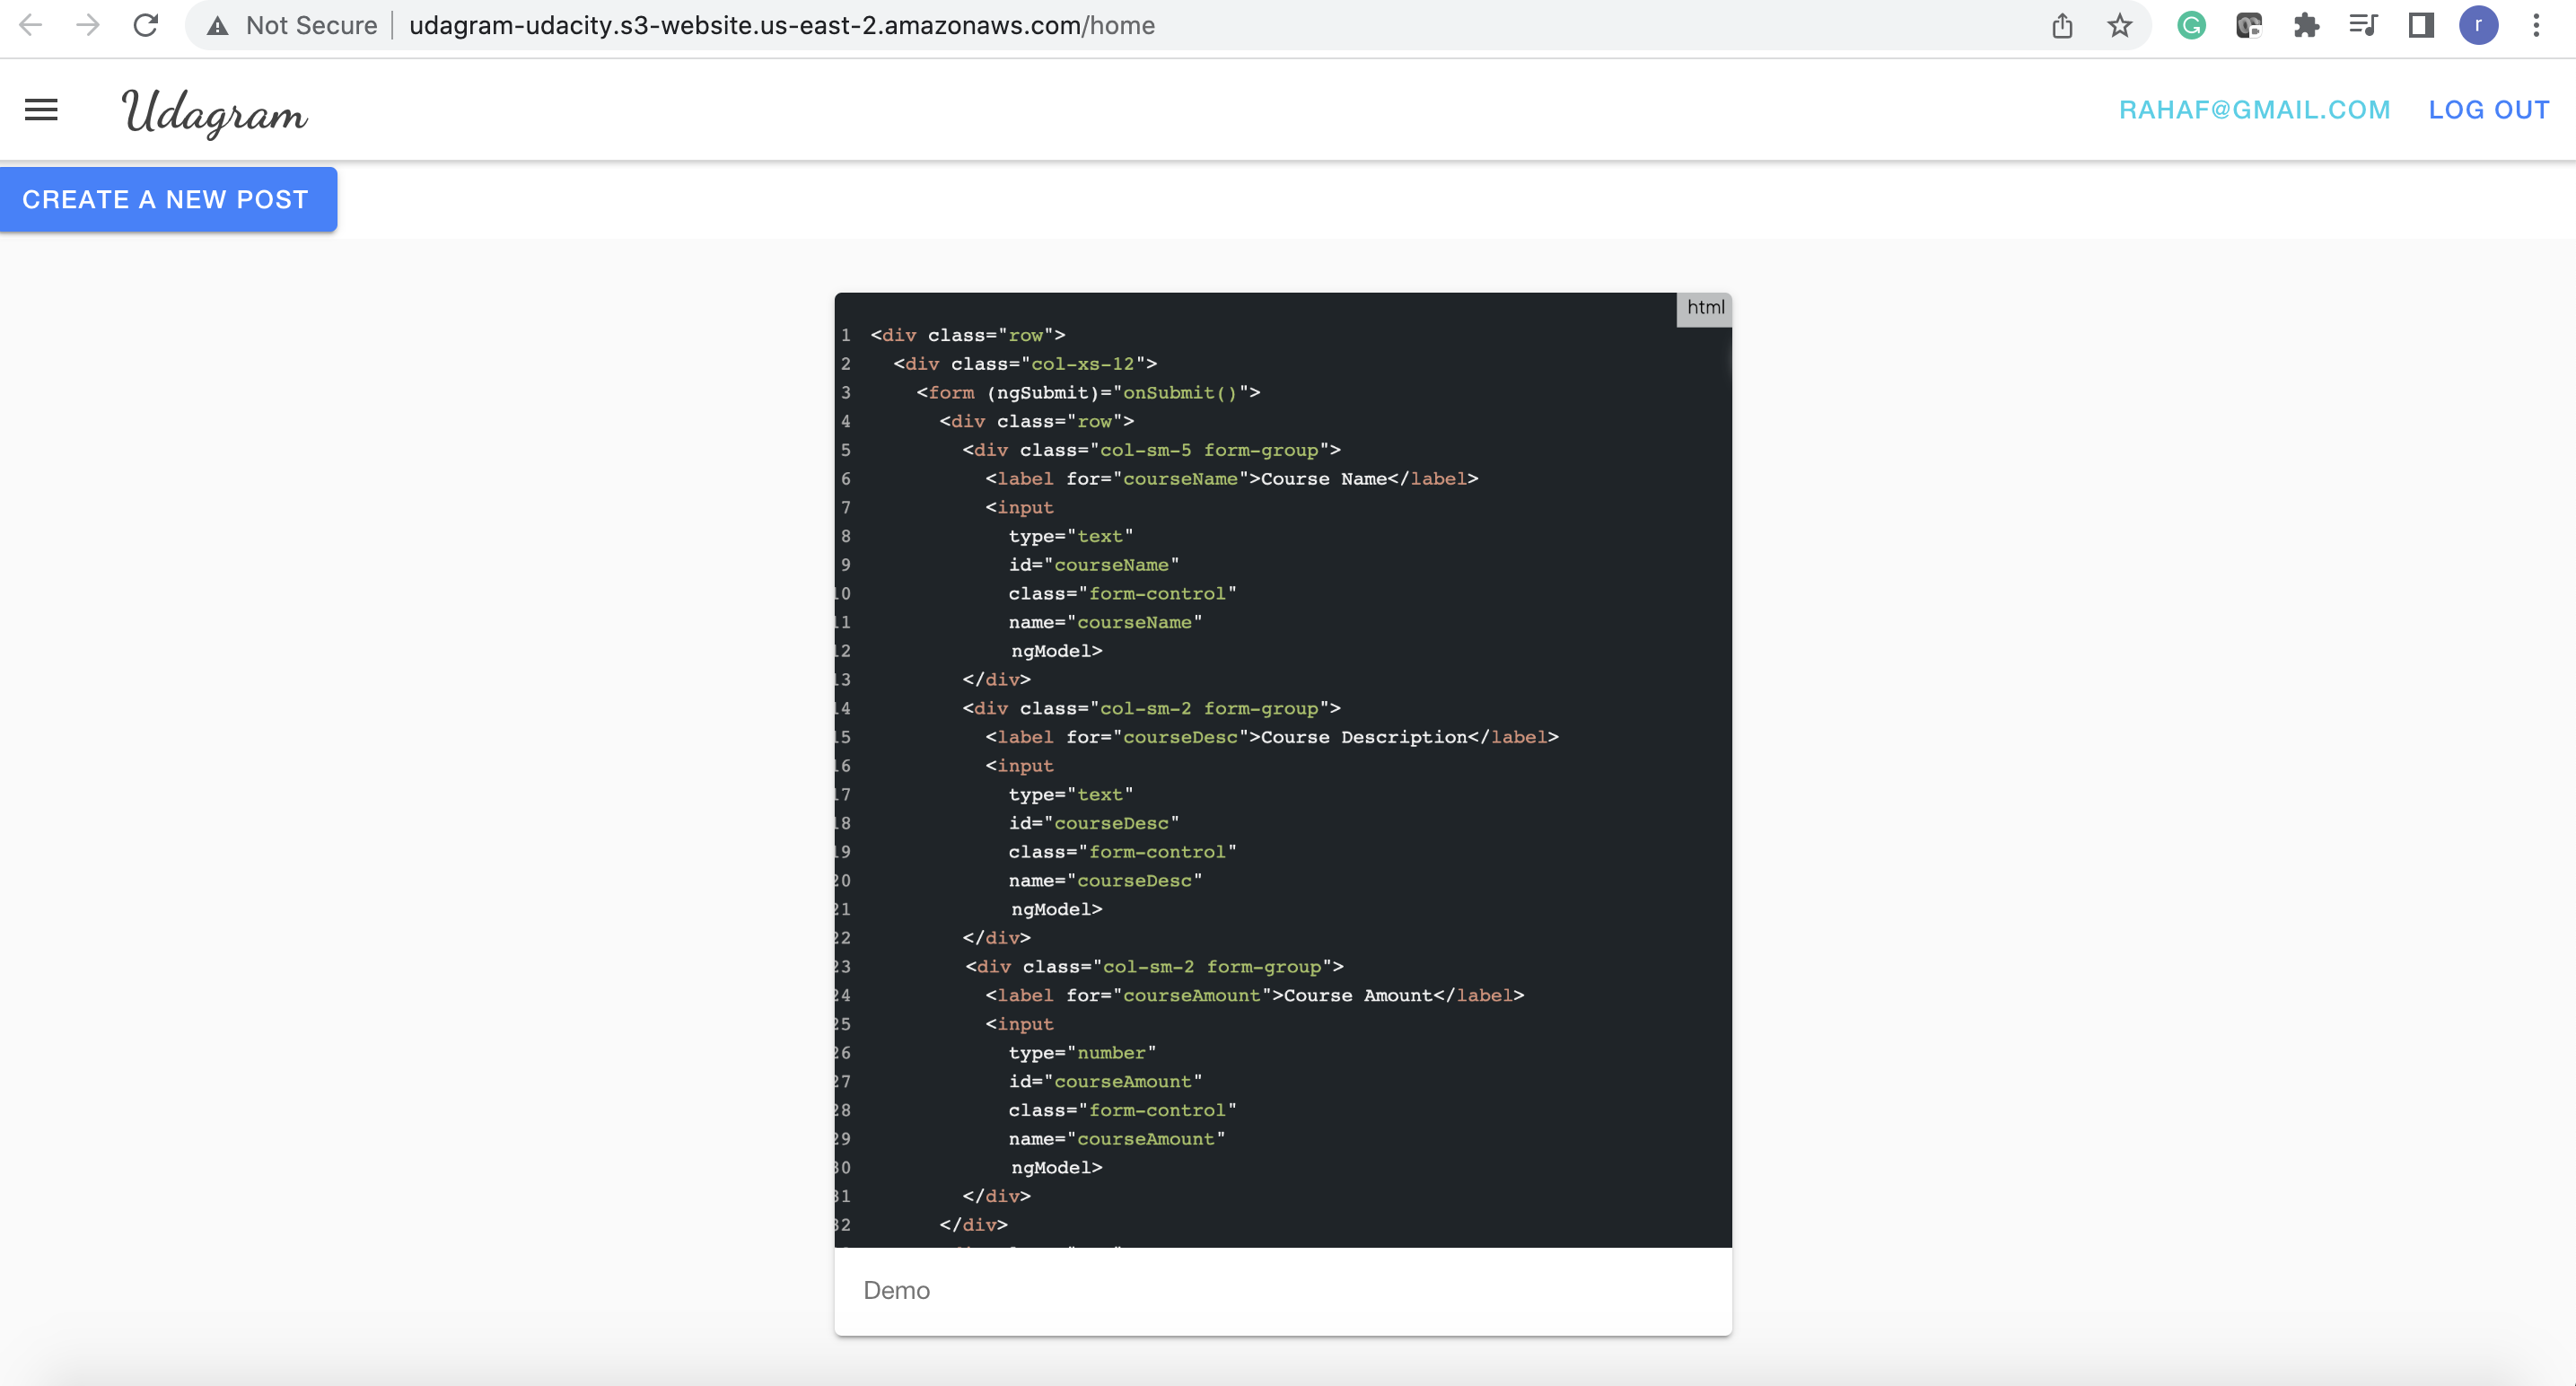 Not Secure | udagram-udacity.s3-website.us-east-2.amazonaws.com/home
r
Udagram
RAHAF@GMAIL.COM LOG OUT
CREATE A NEW POST
html
1 <div class="row">
2 <div class="col-xs-12">
3 <form (ngSubmit)="onSubmit()">
4 <div class="row">
5 <div class="col-sm-5 form-group">
6 <label for="courseName">Course Name</label>
7 <input
8 type="text"
9 id="courseName"
10 class="form-control"
11 name="courseName"
12 ngModel>
13 </div>
14 <div class="col-sm-2 form-group">
15 <label for="courseDesc">Course Description</label>
16 <input
17 type="text"
18 id="courseDesc"
19 class="form-control"
20 name="courseDesc"
21 ngModel>
22 </div>
23 <div class="col-sm-2 form-group">
24 <label for="courseAmount">Course Amount</label>
25 <input
26 type="number"
27 id="courseAmount"
28 class="form-control"
29 name="courseAmount"
30 ngModel>
31 </div>
32 </div>
Demo